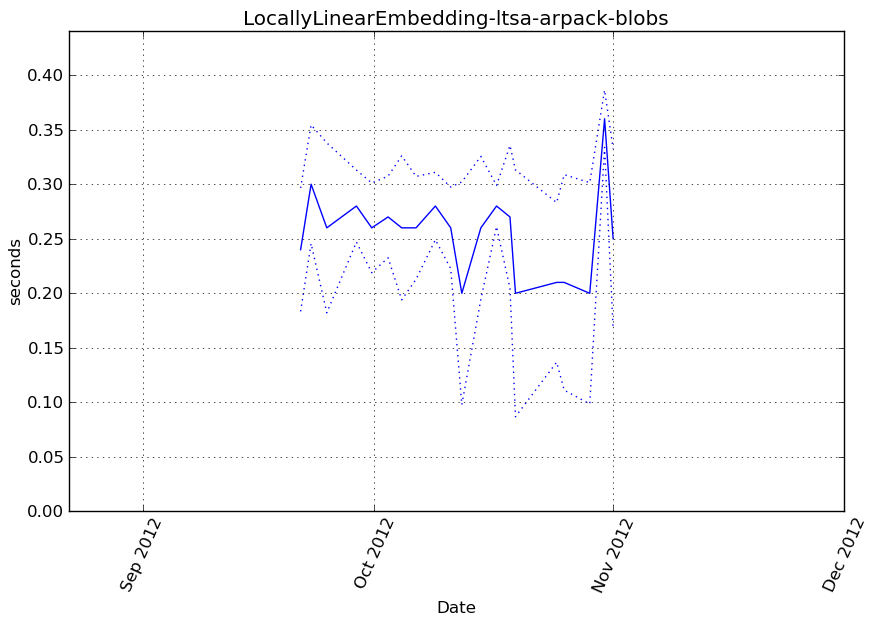 LocallyLinearEmbedding-ltsa-arpack-blobs
0.40
0.35
0.30
0.25
0.20
0.15
0.10
0.05
0.00
seconds
Sep 2012
Oct 2012
Nov 2012
Dec 2012
Date